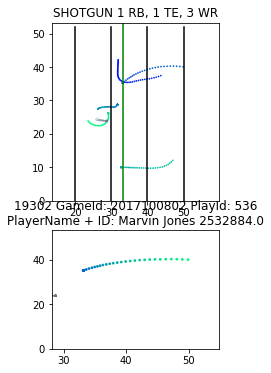 SHOTGUN 1 RB, 1 TE, 3 WR
50
40
30
20
10
0
20 30 40 50
19302 GameId: 2017100802 PlayId: 536
PlayerName + ID: Marvin Jones 2532884.0
40
20
0
30 40 50